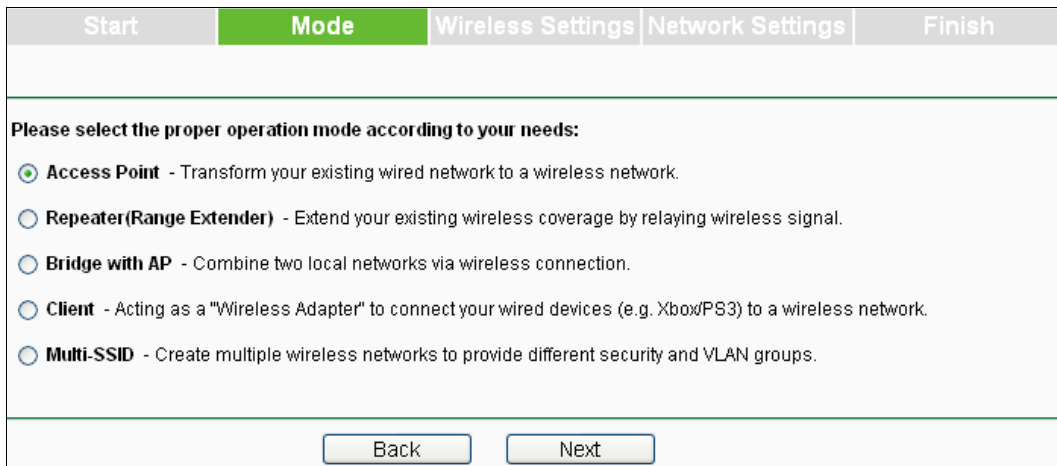 Start Mode Wireless Settings Network Settings Finish
Please select the proper operation mode according to your needs:
Access Point - Transform your existing wired network to a wireless network.
Repeater(Range Extender) - Extend your existing wireless coverage by relaying wireless signal.
Bridge with AP - Combine two local networks via wireless connection.
Client - Acting as a "Wireless Adapter" to connect your wired devices (e.g. Xbox/PS3) to a wireless network.
Multi-SSID - Create multiple wireless networks to provide different security and VLAN groups.
Back Next